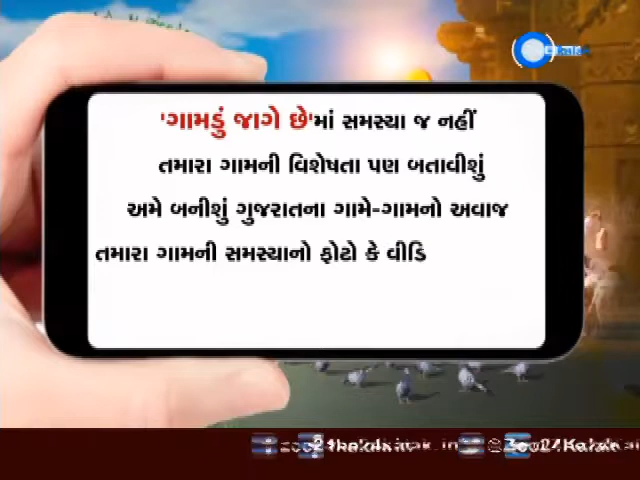 'ગામડું જાગે છે'માં સમસ્યા જ નહીં
તમારા ગામની વિશેષતા પણ બતાવીશું
અમે બનીશું ગુજરાતના ગામે-ગામનો અવાજ
તમારા ગામની સમસ્યાનો ફોટો કે વીડિ